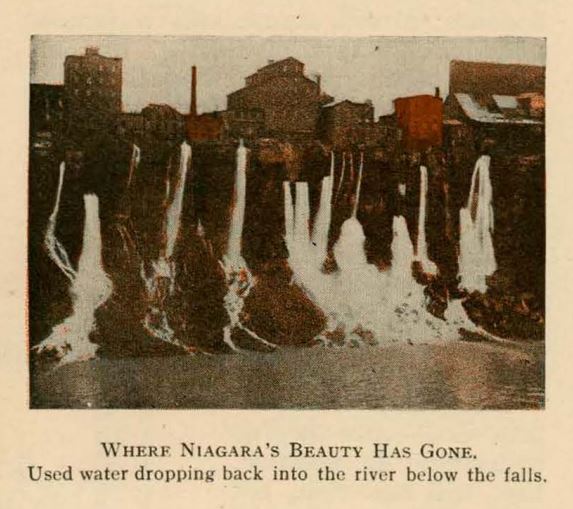 Where Niagara's Beauty Has Gone.
Used water dropping back into the river below the falls.